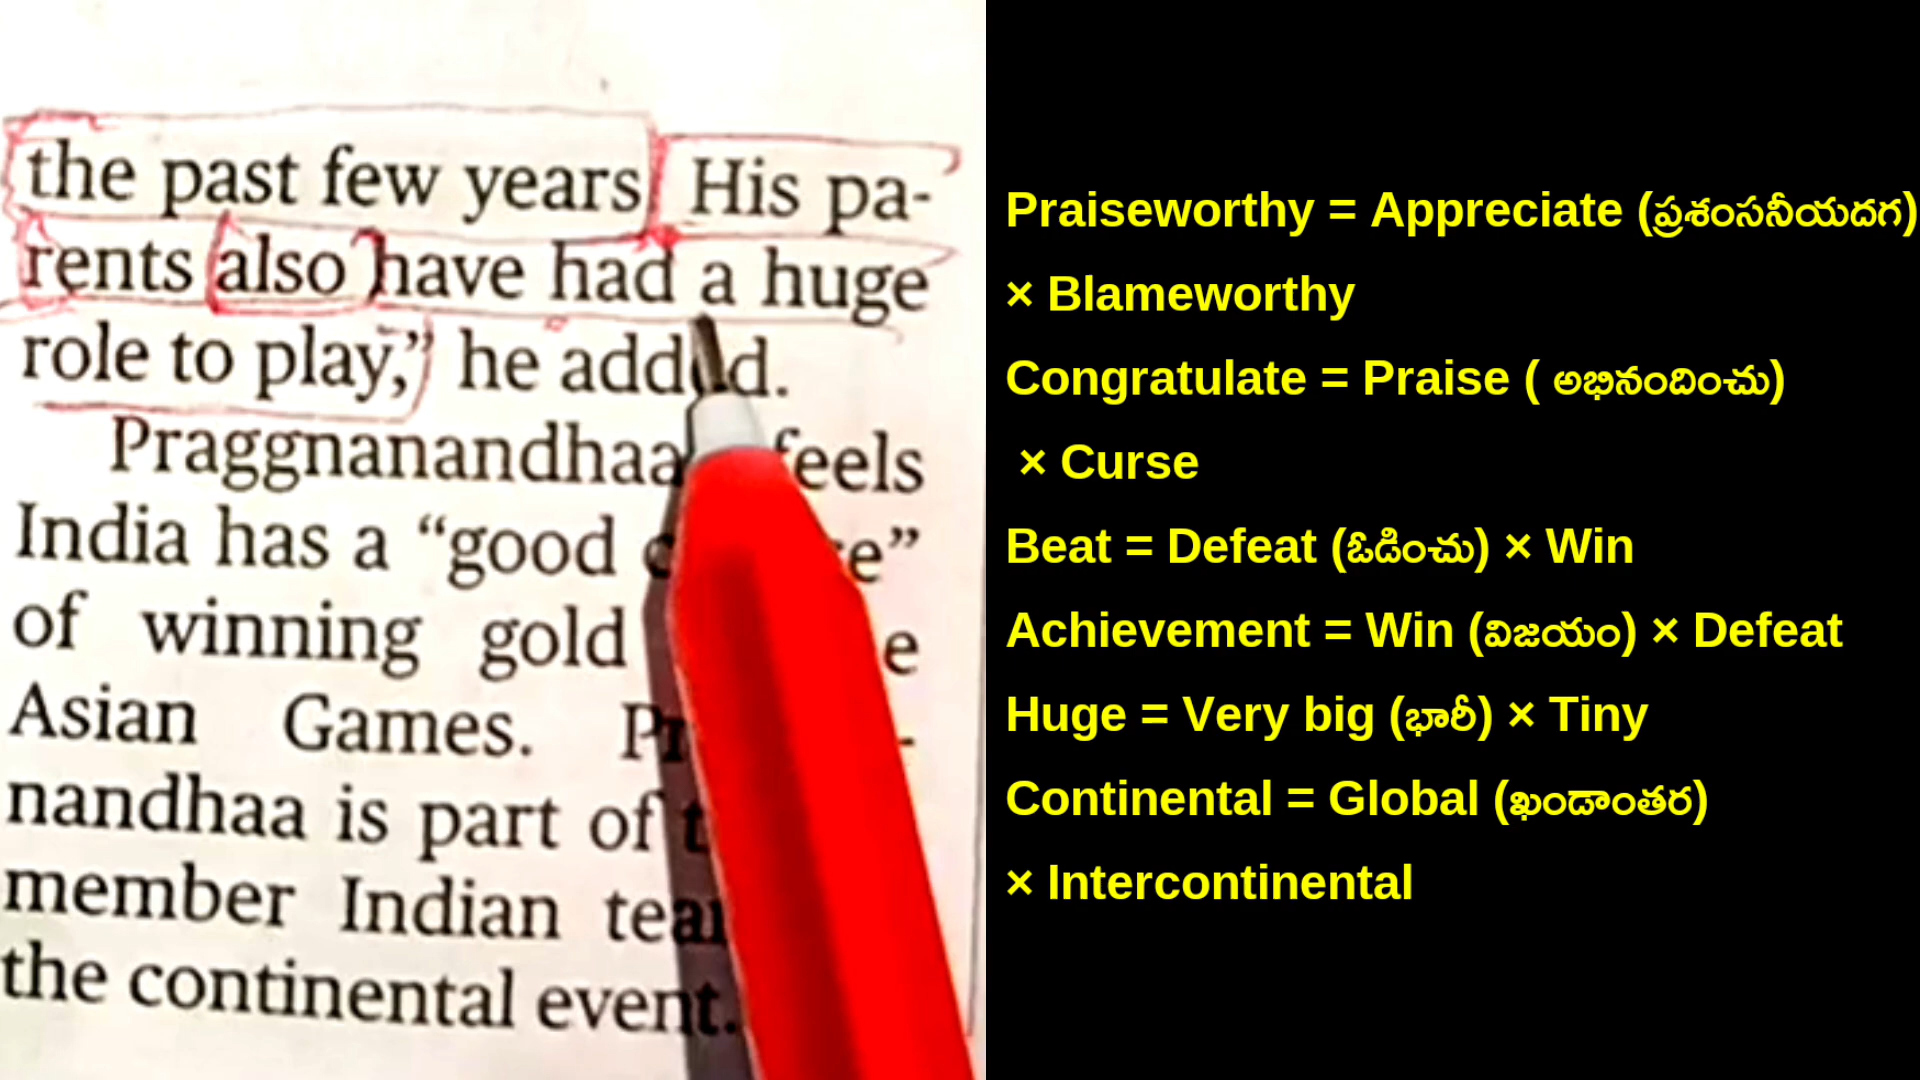 the past few years His pa-
rents also have had a huge
role to play,” he added.
Praggnanandhaa feels
India has a “good
of winning gold
Asian Games.
nandhaa is part of
member Indian
the continental event.
Praiseworthy = Appreciate (ప్రశంసనీయదగ)
× Blameworthy
Congratulate = Praise ( అభినందించు)
× Curse
Beat = Defeat (ఓడించు) × Win
Achievement = Win (విజయం) × Defeat
Huge = Very big (భారీ) × Tiny
Continental = Global (ఖండాంతర)
× Intercontinental